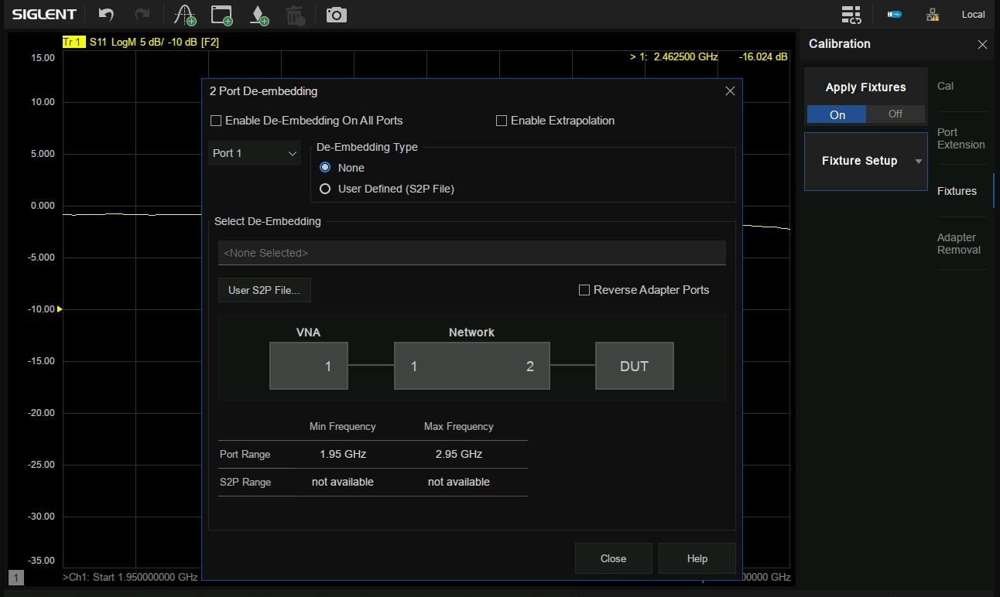 SIGLENT
Local
Tr 1 S11 LogM 5 dB/ -10 dB [F2]
> 1: 2.462500 GHz -16.024 dB
15.00
10.00
5.000
0.000
-5.000
-10.00
-15.00
-20.00
-25.00
-30.00
-35.00
1
>Ch1: Start 1.950000000 GHz
00000 GHz
2 Port De-embedding
Enable De-Embedding On All Ports
Enable Extrapolation
Port 1
De-Embedding Type
None
User Defined (S2P File)
Select De-Embedding
<None Selected>
User S2P File...
Reverse Adapter Ports
VNA Network
1 1 2 DUT
Min Frequency Max Frequency
Port Range 1.95 GHz 2.95 GHz
S2P Range not available not available
Close Help
Calibration
Apply Fixtures
On Off
Fixture Setup
Cal
Port
Extension
Fixtures
Adapter
Removal